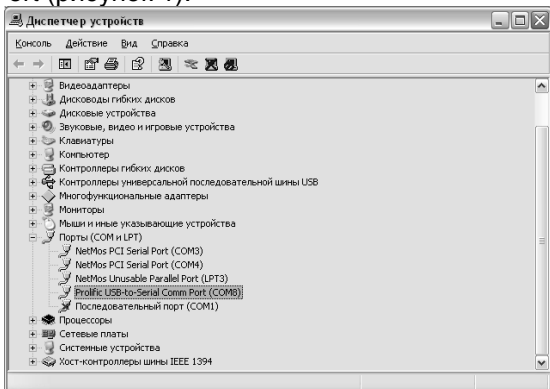 Диспетчер устройств
Консоль Действие Вид Справка
Видеоадаптеры
Дисководы гибких дисков
Дисковые устройства
Звуковые, видео и игровые устройства
Клавиатуры
Компьютер
Контроллеры гибких дисков
Контроллеры универсальной последовательной шины USB
Многофункциональные адаптеры
Мониторы
Мыши и иные указывающие устройства
Порты (COM и LPT)
NetMos PCI Serial Port (COM3)
NetMos PCI Serial Port (COM4)
NetMos Unusable Parallel Port (LPT3)
Prolific USB-to-Serial Comm Port (COM8)
Последовательный порт (COM1)
Процессоры
Сетевые платы
Системные устройства
Хост-контроллеры шины IEEE 1394